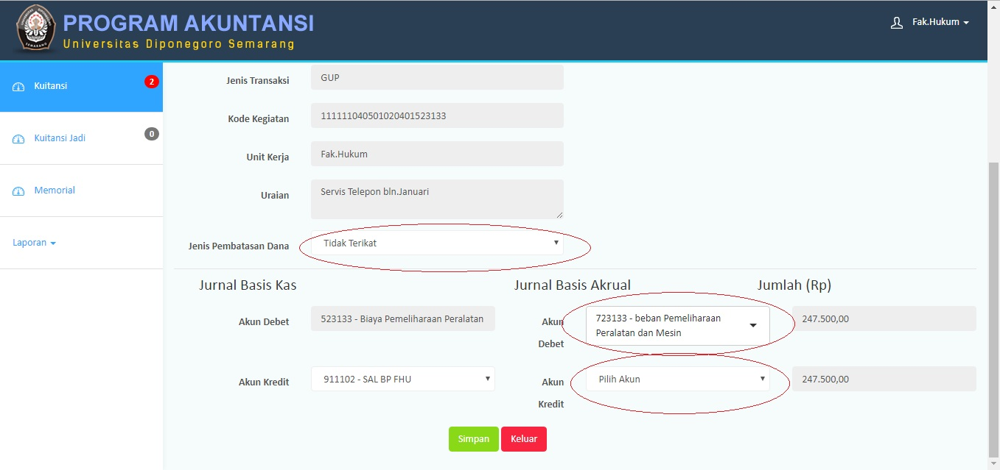 PROGRAM AKUNTANSI
Universitas Diponegoro Semarang
Fak.Hukum
Kuitansi
2
Kuitansi Jadi
0
Memorial
Laporan
Jenis Transaksi
GUP
Kode Kegiatan
111111040501020401523133
Unit Kerja
Fak.Hukum
Uraian
Servis Telepon bln.Januari
Jenis Pembatasan Dana
Tidak Terikat
Jurnal Basis Kas
Jurnal Basis Akrual
Jumlah (Rp)
Akun Debet
523133 - Biaya Pemeliharaan Peralatan
Akun
Debet
723133 - beban Pemeliharaan
Peralatan dan Mesin
247.500,00
Akun Kredit
911102 - SAL BP FHU
Akun
Kredit
Pilih Akun
247.500,00
Simpan
Keluar